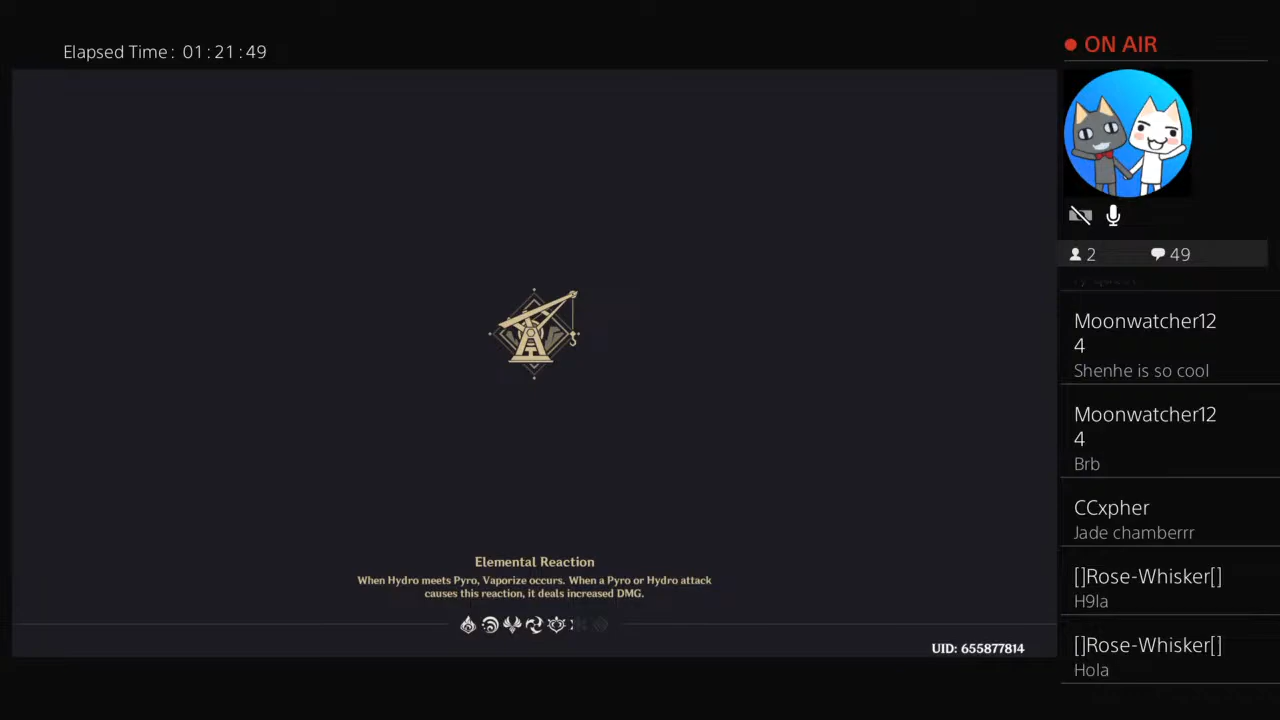 Elapsed Time: 01:21:49
ON AIR
2 49
Moonwatcher12
4
Shenhe is so cool
Moonwatcher12
4
Brb
CCxpher
Jade chamberrr
[]Rose-Whisker[]
H9la
[]Rose-Whisker[]
Hola
Elemental Reaction
When Hydro meets Pyro, Vaporize occurs. When a Pyro or Hydro attack
causes this reaction, it deals increased DMG.
UID: 655877814